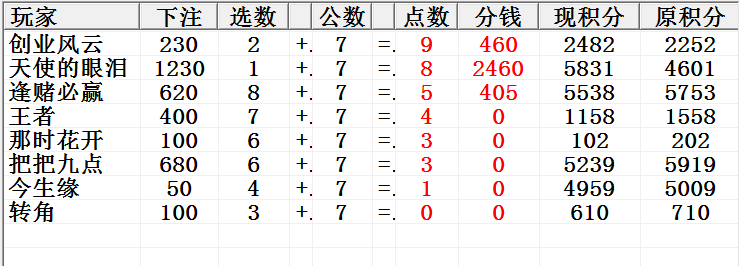 玩家 下注 选数 公数 点数 分钱 现积分 原积分
创业风云 230 2 +. 7 =. 9 460 2482 2252
天使的眼泪 1230 1 +. 7 =. 8 2460 5831 4601
逢赌必赢 620 8 +. 7 =. 5 405 5538 5753
王者 400 7 +. 7 =. 4 0 1158 1558
那时花开 100 6 +. 7 =. 3 0 102 202
把把九点 680 6 +. 7 =. 3 0 5239 5919
今生缘 50 4 +. 7 =. 1 0 4959 5009
转角 100 3 +. 7 =. 0 0 610 710